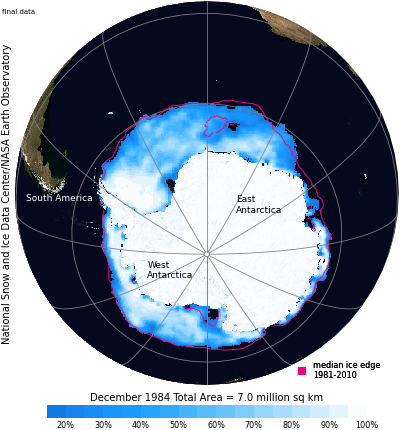 final data
National Snow and Ice Data Center/NASA Earth Observatory
South America
East
Antarctica
West
Antarctica
median ice edge
1981-2010
December 1984 Total Area = 7.0 million sq km
20% 30% 40% 50% 60% 70% 80% 90% 100%